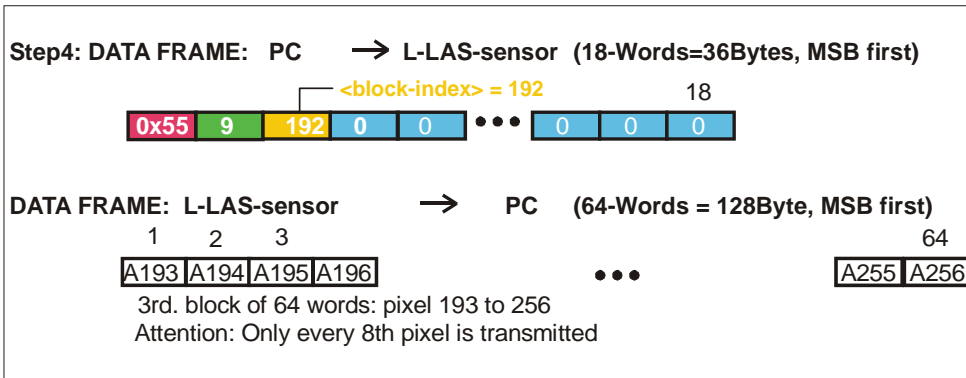 Step4: DATA FRAME: PC → L-LAS-sensor (18-Words=36Bytes, MSB first)
<block-index> = 192
18
0x55 9 192 0 0 ••• 0 0 0
DATA FRAME: L-LAS-sensor → PC (64-Words = 128Byte, MSB first)
1 2 3 64
A193 A194 A195 A196 ••• A255 A256
3rd. block of 64 words: pixel 193 to 256
Attention: Only every 8th pixel is transmitted